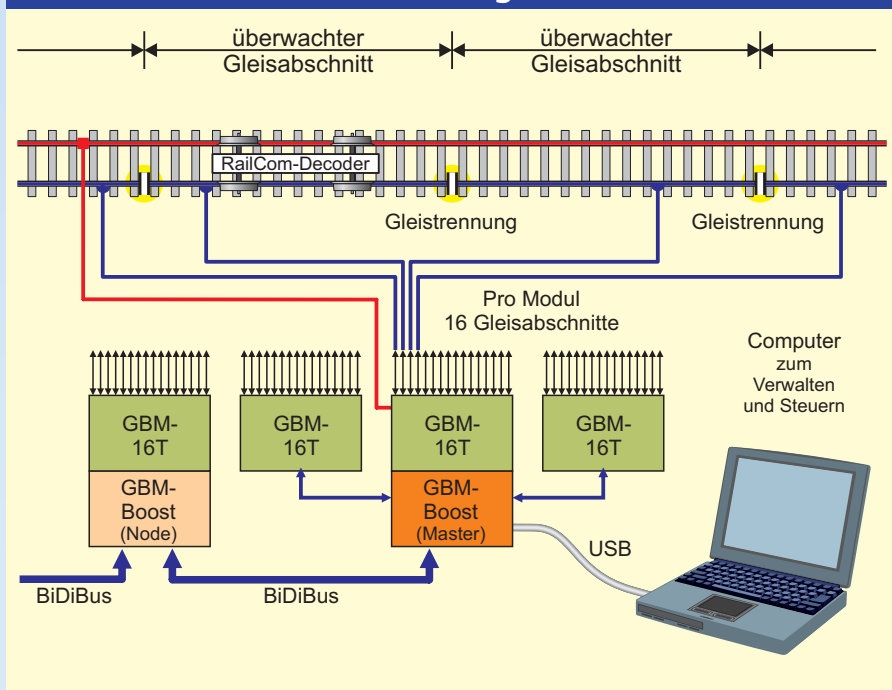 überwachter
Gleisabschnitt
überwachter
Gleisabschnitt
RailCom-Decoder
Gleistrennung
Gleistrennung
Pro Modul
16 Gleisabschnitte
Computer
zum
Verwalten
und Steuern
GBM-
16T
GBM-
16T
GBM-
16T
GBM-
16T
GBM-
Boost
(Node)
GBM-
Boost
(Master)
USB
BiDiBus
BiDiBus